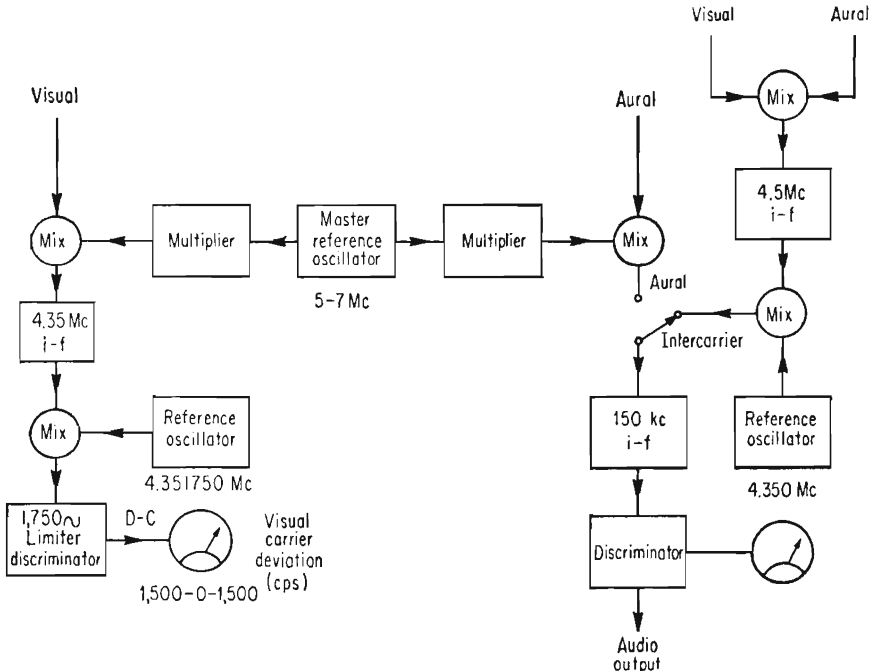 Visual
Aural
Mix
4.5Mc
i-f
Visual
Aural
Mix
Multiplier
Master
reference
oscillator
5-7 Mc
Multiplier
Mix
Aural
4.35 Mc
i-f
Intercarrier
Mix
Mix
Reference
oscillator
4.351750 Mc
150 kc
i-f
Reference
oscillator
4.350 Mc
1,750~
Limiter
discriminator
D-C
Visual
carrier
deviation
(cps)
1,500-0-1,500
Discriminator
Audio
output